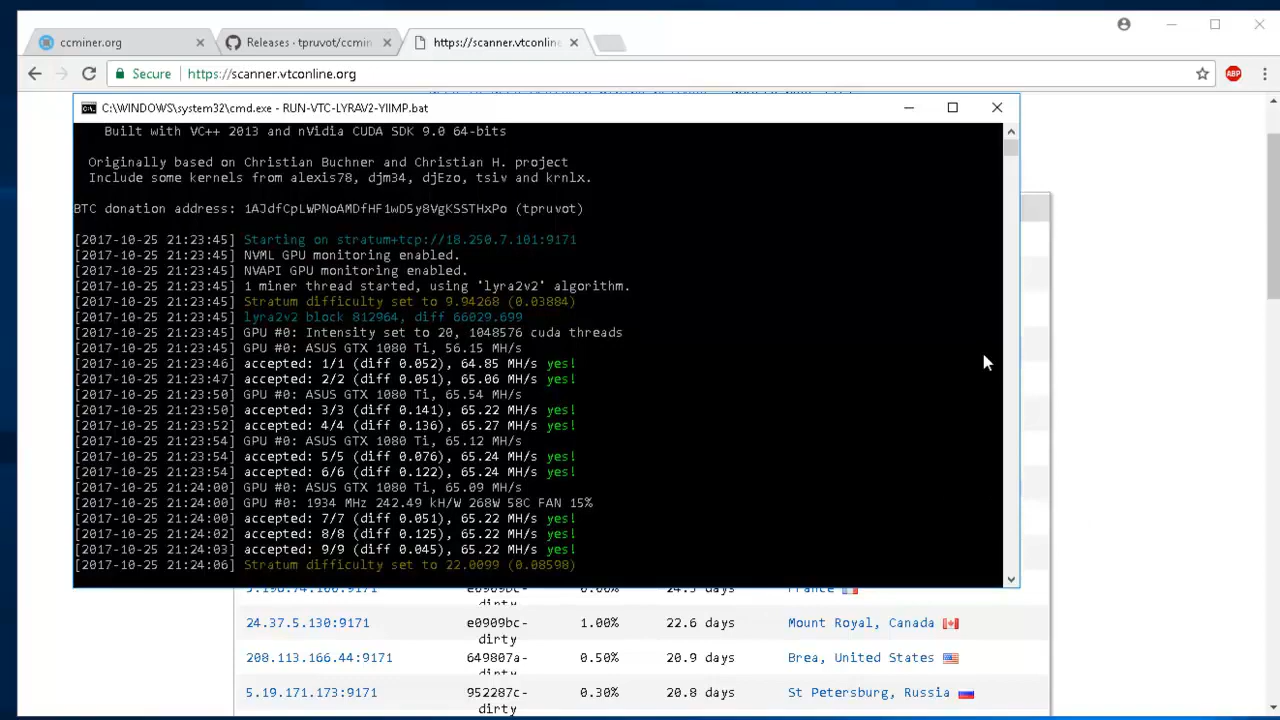 ccminer.org
Releases · tpruvot/ccmin
https://scanner.vtconline
Secure
https://scanner.vtconline.org
ABP
C:\WINDOWS\system32\cmd.exe - RUN-VTC-LYRAV2-YIIMP.bat
Built with VC++ 2013 and nVidia CUDA SDK 9.0 64-bits
Originally based on Christian Buchner and Christian H. project
Include some kernels from alexis78, djm34, djEzo, tsiv and krnlx.
BTC donation address: 1AJdfCpLWPNoAMDfHF1wD5y8VgKSSTHxPo (tpruvot)
[2017-10-25 21:23:45] Starting on stratum+tcp://18.250.7.101:9171
[2017-10-25 21:23:45] NVML GPU monitoring enabled.
[2017-10-25 21:23:45] NVAPI GPU monitoring enabled.
[2017-10-25 21:23:45] 1 miner thread started, using 'lyra2v2' algorithm.
[2017-10-25 21:23:45] Stratum difficulty set to 9.94268 (0.03884)
[2017-10-25 21:23:45] lyra2v2 block 812964, diff 66029.699
[2017-10-25 21:23:45] GPU #0: Intensity set to 20, 1048576 cuda threads
[2017-10-25 21:23:45] GPU #0: ASUS GTX 1080 Ti, 56.15 MH/s
[2017-10-25 21:23:46] accepted: 1/1 (diff 0.052), 64.85 MH/s yes!
[2017-10-25 21:23:47] accepted: 2/2 (diff 0.051), 65.06 MH/s yes!
[2017-10-25 21:23:50] GPU #0: ASUS GTX 1080 Ti, 65.54 MH/s
[2017-10-25 21:23:50] accepted: 3/3 (diff 0.141), 65.22 MH/s yes!
[2017-10-25 21:23:52] accepted: 4/4 (diff 0.136), 65.27 MH/s yes!
[2017-10-25 21:23:54] GPU #0: ASUS GTX 1080 Ti, 65.12 MH/s
[2017-10-25 21:23:54] accepted: 5/5 (diff 0.076), 65.24 MH/s yes!
[2017-10-25 21:23:54] accepted: 6/6 (diff 0.122), 65.24 MH/s yes!
[2017-10-25 21:24:00] GPU #0: ASUS GTX 1080 Ti, 65.09 MH/s
[2017-10-25 21:24:00] GPU #0: 1934 MHz 242.49 kH/W 268W 58C FAN 15%
[2017-10-25 21:24:00] accepted: 7/7 (diff 0.051), 65.22 MH/s yes!
[2017-10-25 21:24:02] accepted: 8/8 (diff 0.125), 65.22 MH/s yes!
[2017-10-25 21:24:03] accepted: 9/9 (diff 0.045), 65.22 MH/s yes!
[2017-10-25 21:24:06] Stratum difficulty set to 22.0099 (0.08598)
France
24.37.5.130:9171 e0909bc- 1.00% 22.6 days Mount Royal, Canada
dirty
208.113.166.44:9171 649807a- 0.50% 20.9 days Brea, United States
dirty
5.19.171.173:9171 952287c- 0.30% 20.8 days St Petersburg, Russia
dirty